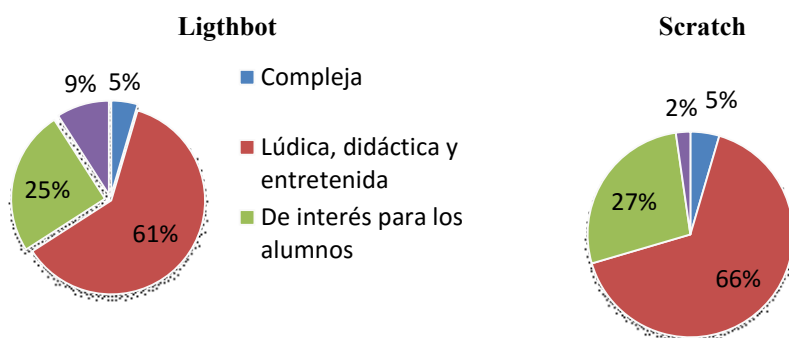 Ligthbot
9% 5%
25%
61%
Compleja
Lúdica, didáctica y
entretenida
De interés para los
alumnos
Scratch
2% 5%
27%
66%